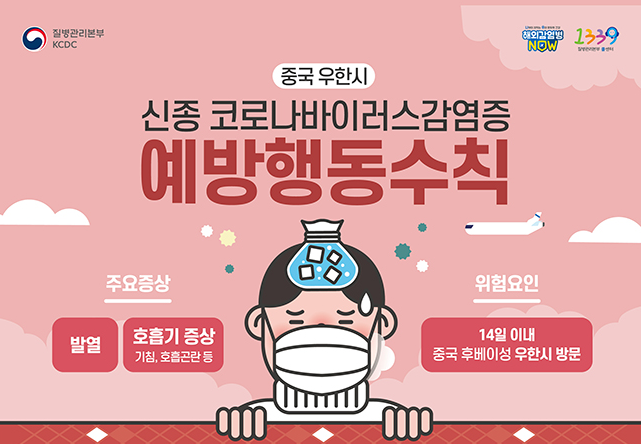 질병관리본부
KCDC
해외감염병
NOW
1339
질병관리본부 콜센터
중국 우한시
신종 코로나바이러스감염증
예방행동수칙
주요증상
위험요인
발열
호흡기 증상
기침, 호흡곤란 등
14일 이내
중국 후베이성 우한시 방문